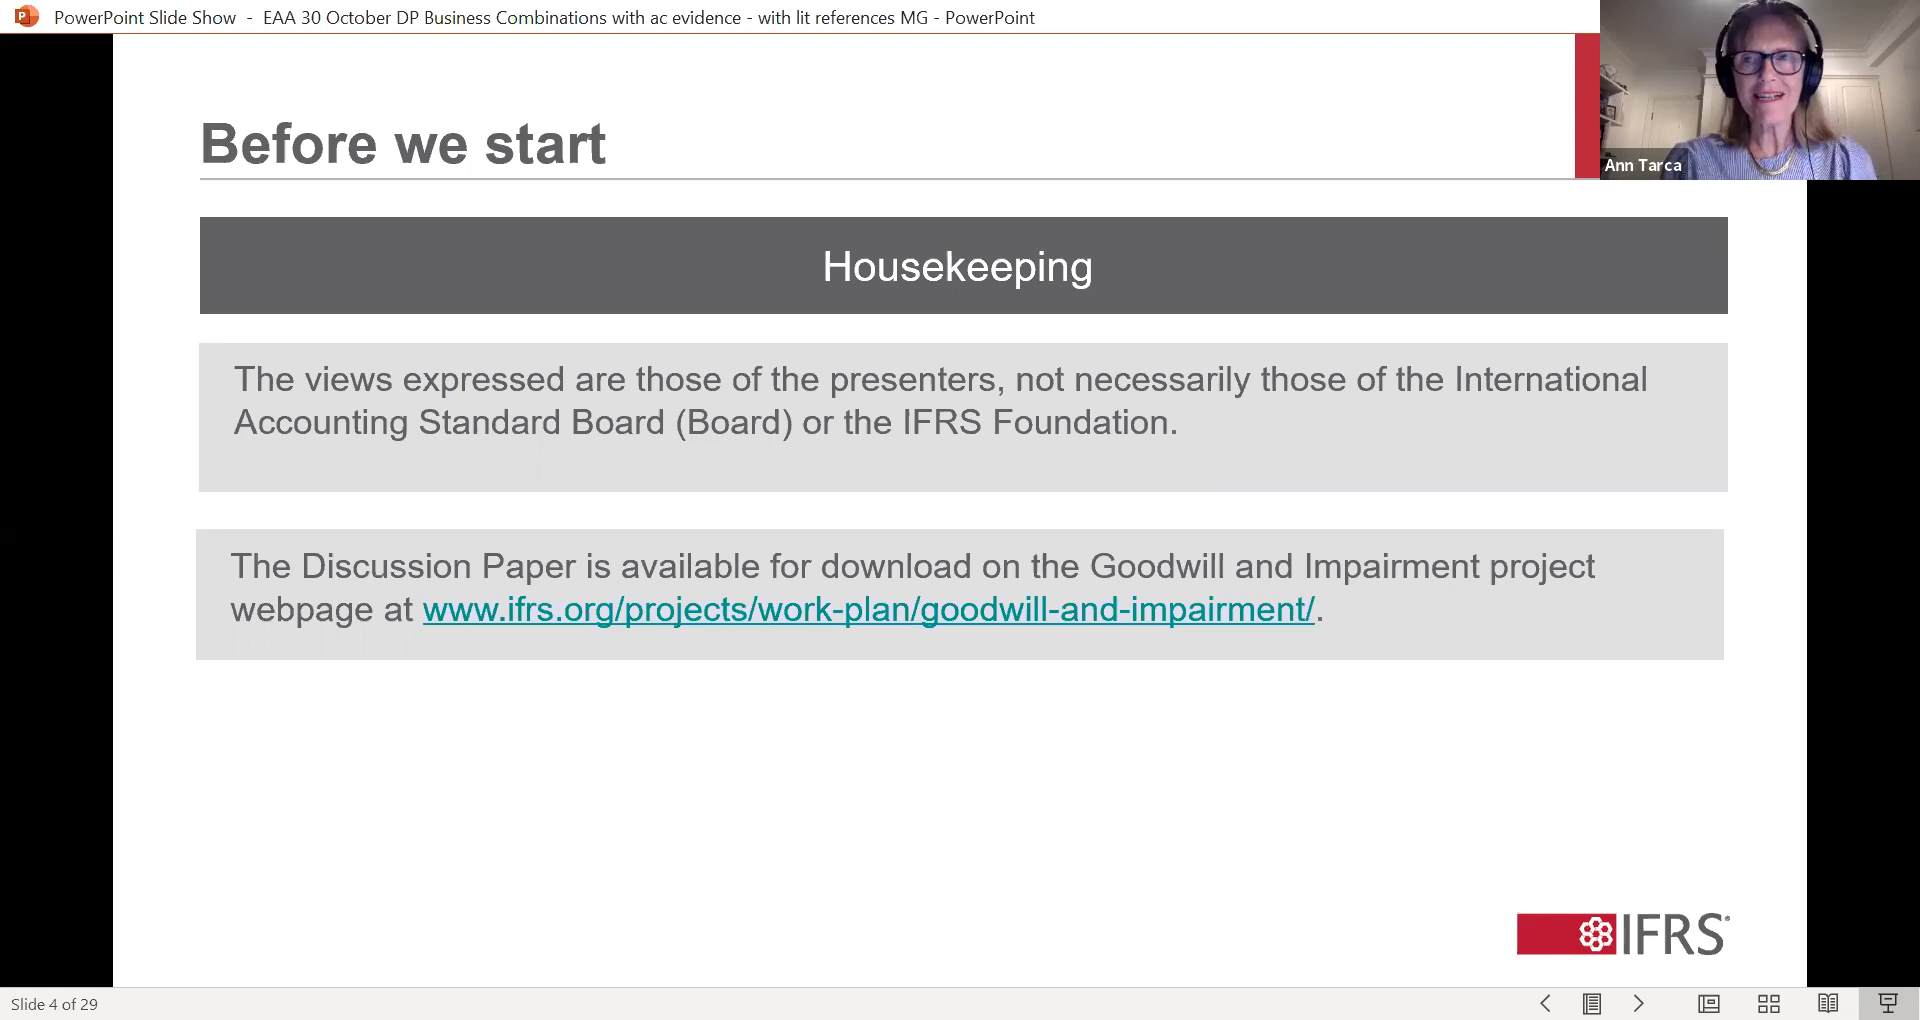 PowerPoint Slide Show - EAA 30 October DP Business Combinations with ac evidence - with lit references MG - PowerPoint
Ann Tarca
Before we start
Housekeeping
The views expressed are those of the presenters, not necessarily those of the International
Accounting Standard Board (Board) or the IFRS Foundation.
The Discussion Paper is available for download on the Goodwill and Impairment project
webpage at www.ifrs.org/projects/work-plan/goodwill-and-impairment/.
IFRS®
Slide 4 of 29